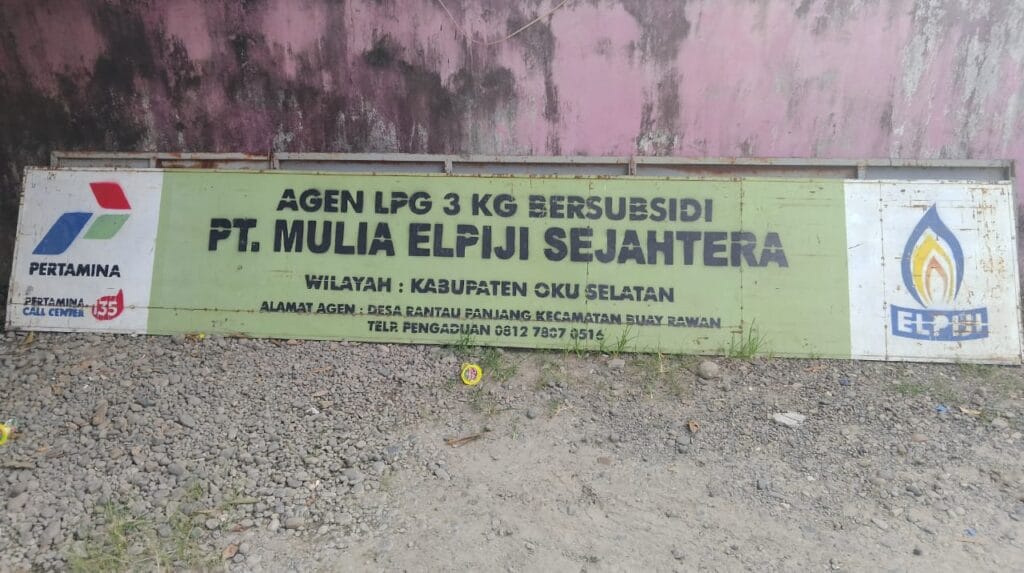 PERTAMINA
PERTAMINA
CALL CENTER 135
AGEN LPG 3 KG BERSUBSIDI
PT. MULIA ELPIJI SEJAHTERA
WILAYAH : KABUPATEN OKU SELATAN
ALAMAT AGEN : DESA RANTAU PANJANG KECAMATAN BUAY RAWAN
TELP. PENGADUAN 0812 7807 0516
ELPIJI